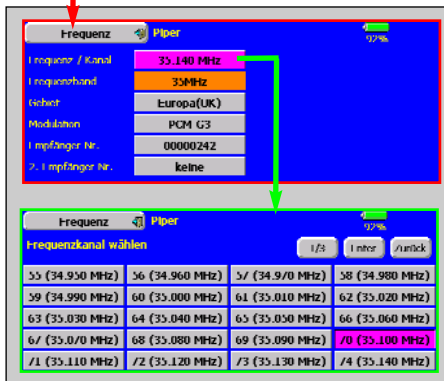 Frequenz Piper 92%
Frequenz / Kanal 35.140 MHz
Frequenzband 35MHz
Gebiet Europa(UK)
Modulation PCM G3
Empfänger Nr. 00000242
2. Empfänger Nr. keine
Frequenz Piper 92%
Frequenzkanal wählen 1/3 Enter Zurück
55 (34.950 MHz) 56 (34.960 MHz) 57 (34.970 MHz) 58 (34.980 MHz)
59 (34.990 MHz) 60 (35.000 MHz) 61 (35.010 MHz) 62 (35.020 MHz)
63 (35.030 MHz) 64 (35.040 MHz) 65 (35.050 MHz) 66 (35.060 MHz)
67 (35.070 MHz) 68 (35.080 MHz) 69 (35.090 MHz) 70 (35.100 MHz)
71 (35.110 MHz) 72 (35.120 MHz) 73 (35.130 MHz) 74 (35.140 MHz)